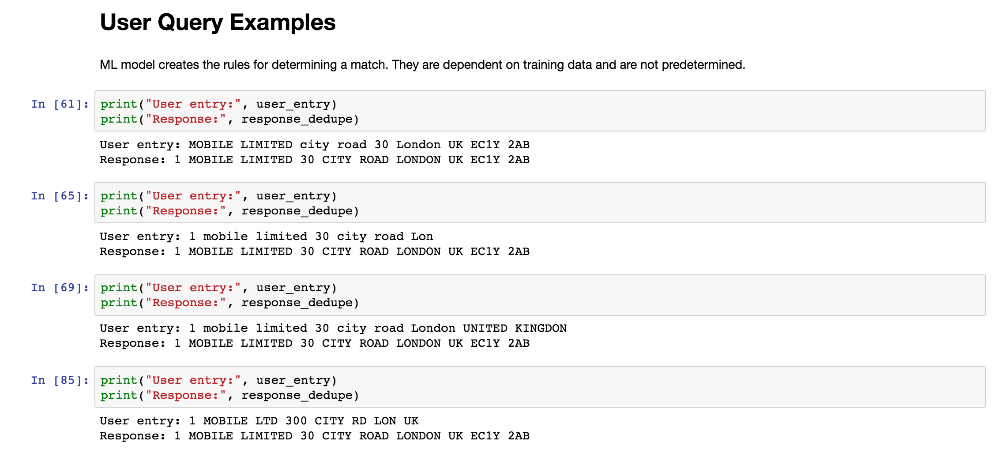 User Query Examples
ML model creates the rules for determining a match. They are dependent on training data and are not predetermined.
In [61]: print("User entry:", user_entry)
print("Response:", response_dedupe)
User entry: MOBILE LIMITED city road 30 London UK EC1Y 2AB
Response: 1 MOBILE LIMITED 30 CITY ROAD LONDON UK EC1Y 2AB
In [65]: print("User entry:", user_entry)
print("Response:", response_dedupe)
User entry: 1 mobile limited 30 city road Lon
Response: 1 MOBILE LIMITED 30 CITY ROAD LONDON UK EC1Y 2AB
In [69]: print("User entry:", user_entry)
print("Response:", response_dedupe)
User entry: 1 mobile limited 30 city road London UNITED KINGDON
Response: 1 MOBILE LIMITED 30 CITY ROAD LONDON UK EC1Y 2AB
In [85]: print("User entry:", user_entry)
print("Response:", response_dedupe)
User entry: 1 MOBILE LTD 300 CITY RD LON UK
Response: 1 MOBILE LIMITED 30 CITY ROAD LONDON UK EC1Y 2AB